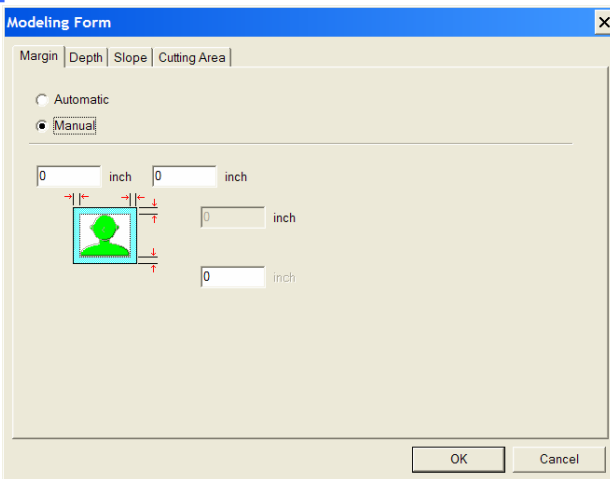 Modeling Form
Margin Depth Slope Cutting Area
Automatic
Manual
0 inch 0 inch
0 inch
0 inch
OK Cancel